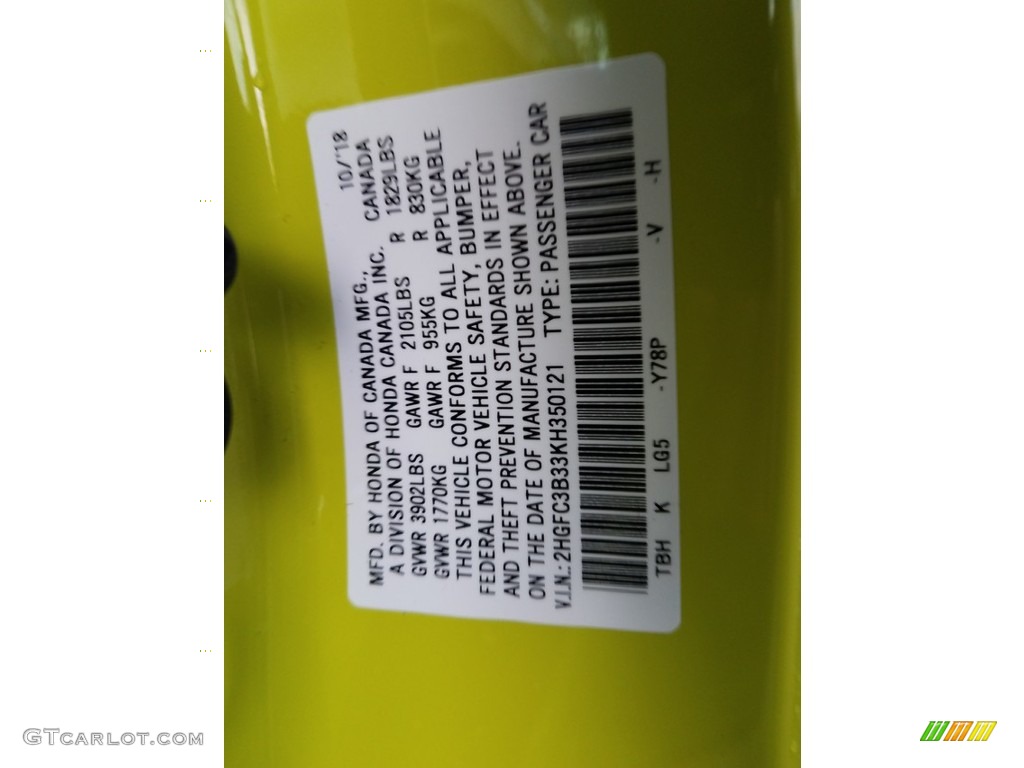 10/'18
MFD. BY HONDA OF CANADA MFG.,
A DIVISION OF HONDA CANADA INC. CANADA
GVWR 3902LBS GAWR F 2105LBS R 1829LBS
GVWR 1770KG GAWR F 955KG R 830KG
THIS VEHICLE CONFORMS TO ALL APPLICABLE
FEDERAL MOTOR VEHICLE SAFETY, BUMPER,
AND THEFT PREVENTION STANDARDS IN EFFECT
ON THE DATE OF MANUFACTURE SHOWN ABOVE.
V.I.N.: 2HGFC3B33KH350121 TYPE: PASSENGER CAR
TBH K LG5 -Y78P -V -H
GTCARLOT.COM